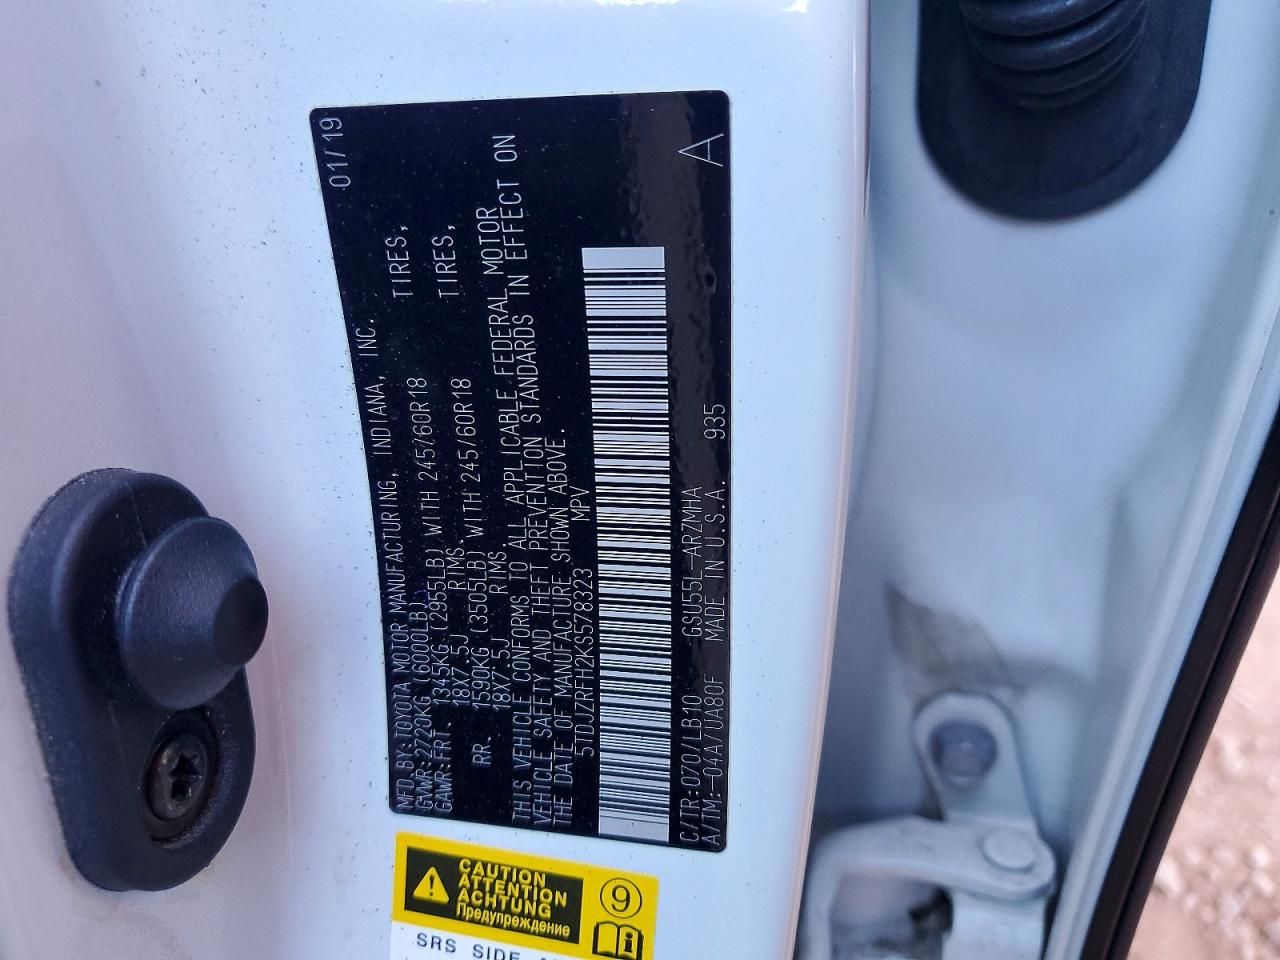 MFD.BY:TOYOTA MOTOR MANUFACTURING, INDIANA, INC. 01/19
GVWR:2720KG (6000LB)
GAWR:FRT. 1345KG (2955LB) WITH 245/60R18 TIRES,
18X7.5J RIMS
RR. 1590KG (3505LB) WITH 245/60R18 TIRES,
18X7.5J RIMS
THIS VEHICLE CONFORMS TO ALL APPLICABLE FEDERAL MOTOR
VEHICLE SAFETY AND THEFT PREVENTION STANDARDS IN EFFECT ON
THE DATE OF MANUFACTURE SHOWN ABOVE.
5TDJZRFH2KS578323 MPV
C/TR:070/LB10 GSU55L-ARZMHA
A/TM:-04A/UA80F MADE IN U.S.A. 935
A
CAUTION
ATTENTION
ACHTUNG
Предупреждение
9
SRS SIDE